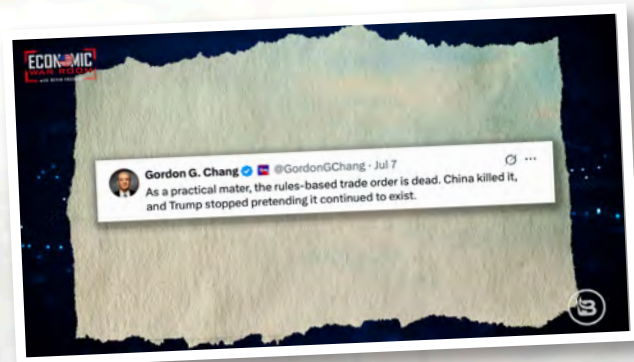 ECONOMIC
WAR ROOM
Gordon G. Chang @GordonGChang · Jul 7
As a practical mater, the rules-based trade order is dead. China killed it,
and Trump stopped pretending it continued to exist.
B